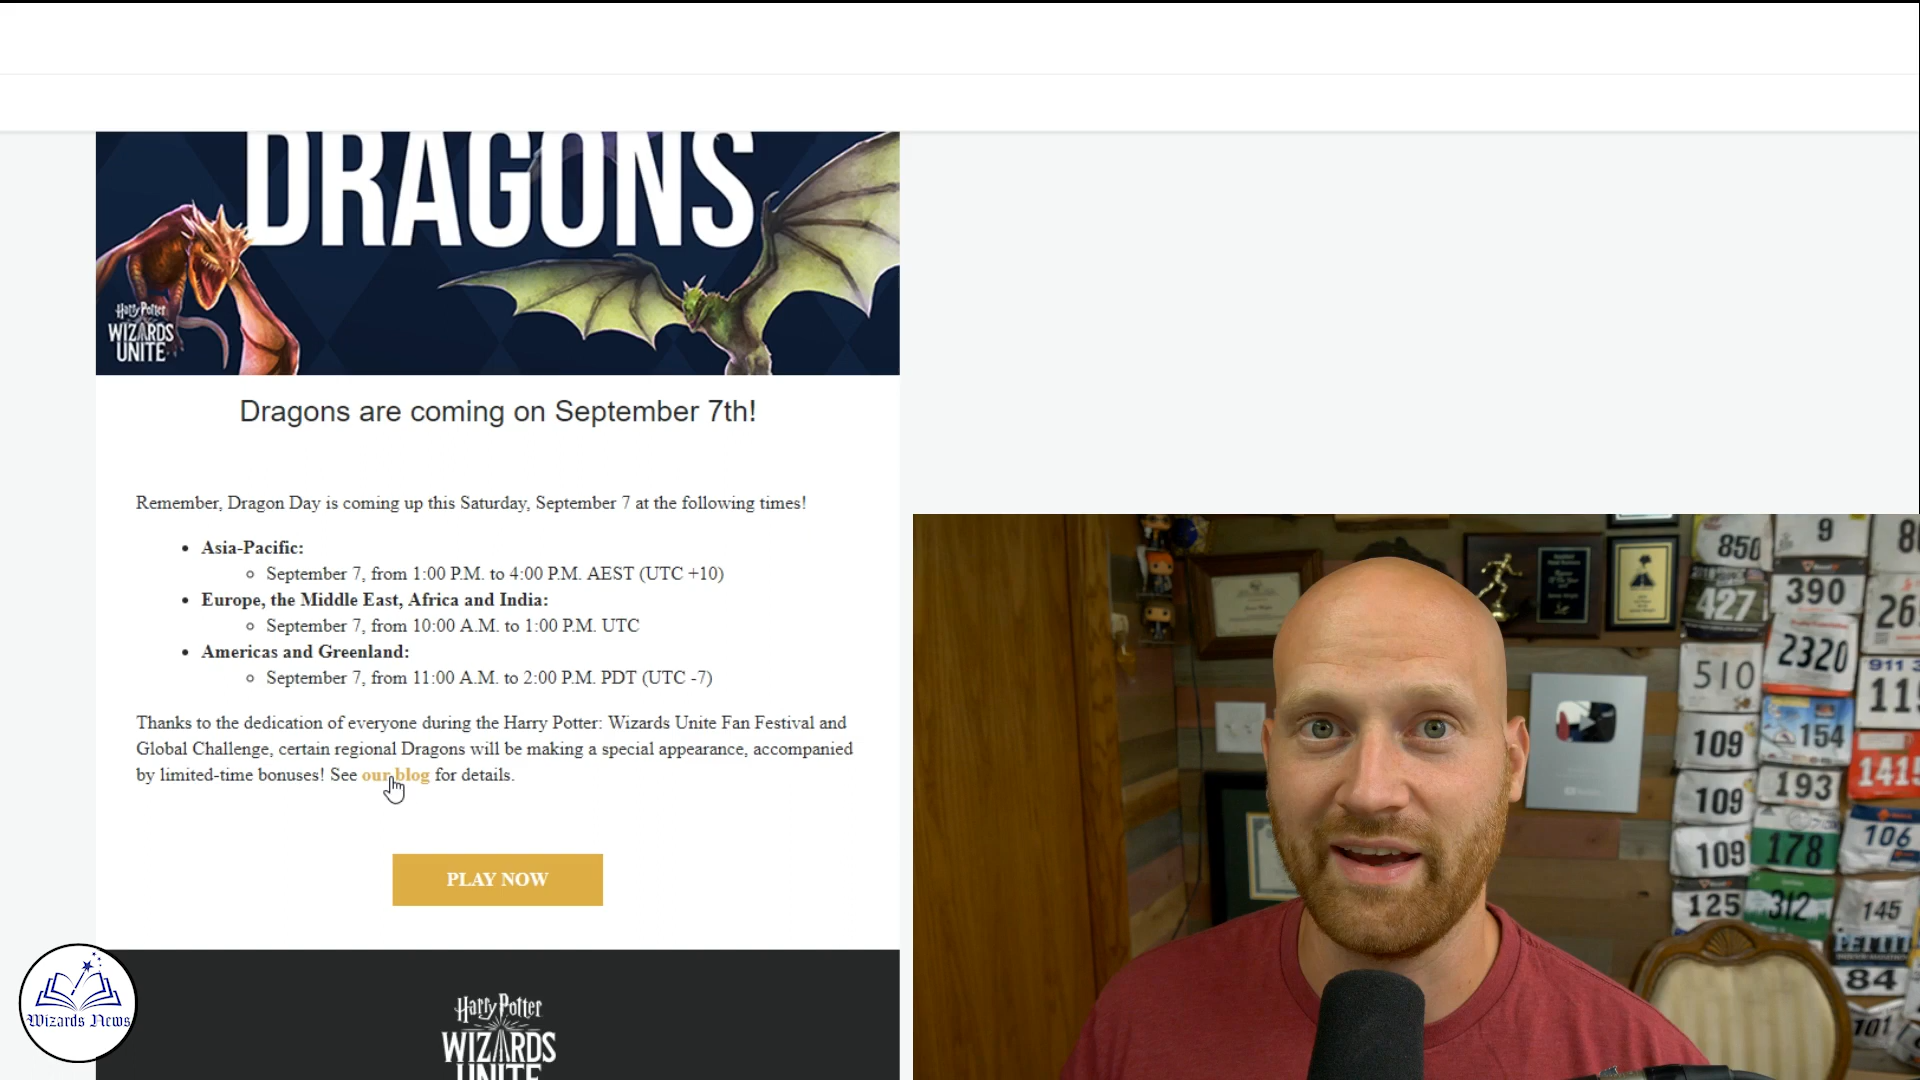 DRAGONS
Harry Potter
WIZARDS
UNITE
Dragons are coming on September 7th!
Remember, Dragon Day is coming up this Saturday, September 7 at the following times!
• Asia-Pacific:
○ September 7, from 1:00 P.M. to 4:00 P.M. AEST (UTC +10)
• Europe, the Middle East, Africa and India:
○ September 7, from 10:00 A.M. to 1:00 P.M. UTC
• Americas and Greenland:
○ September 7, from 11:00 A.M. to 2:00 P.M. PDT (UTC -7)
Thanks to the dedication of everyone during the Harry Potter: Wizards Unite Fan Festival and
Global Challenge, certain regional Dragons will be making a special appearance, accompanied
by limited-time bonuses! See our blog for details.
PLAY NOW
Harry Potter
WIZARDS
UNITE
Wizards News
850
9
427
390
510
2320
911
109
154
109
193
109
178
106
125
312
145
84
101